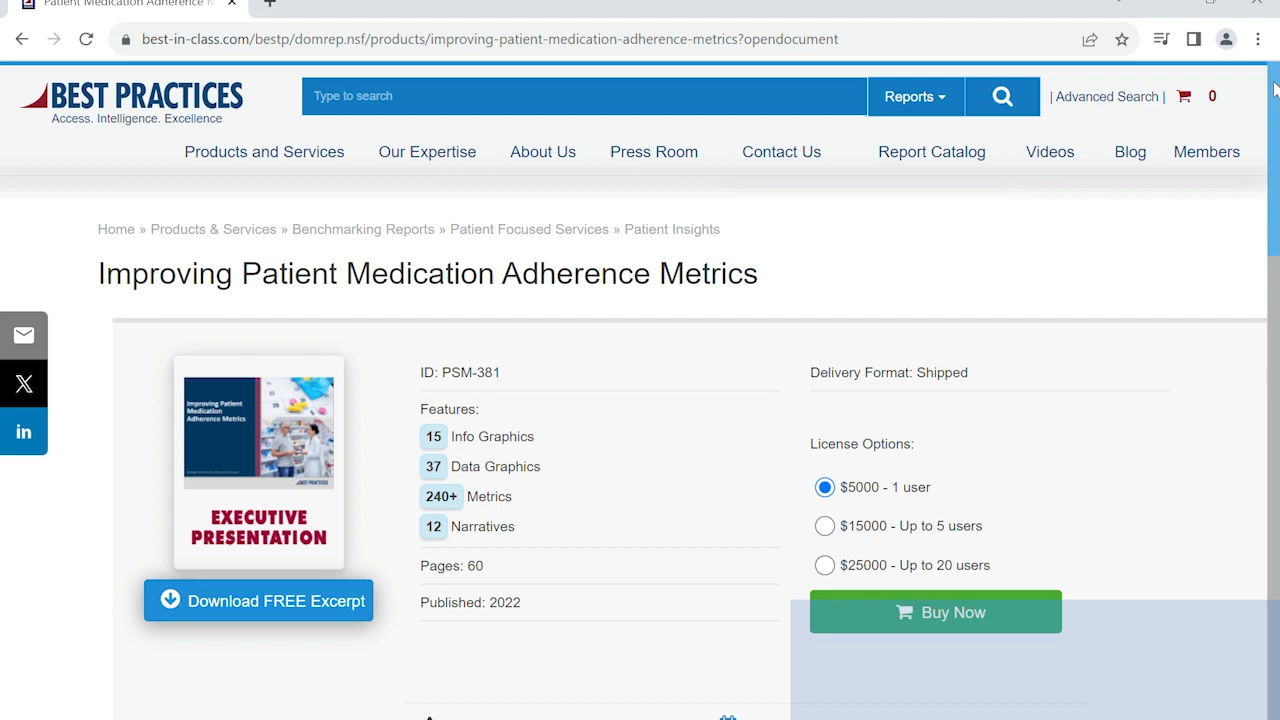 Patient Medication Adherence M
best-in-class.com/bestp/domrep.nsf/products/improving-patient-medication-adherence-metrics?opendocument
BEST PRACTICES
Access. Intelligence. Excellence
Type to search
Reports
| Advanced Search |
0
Products and Services
Our Expertise
About Us
Press Room
Contact Us
Report Catalog
Videos
Blog
Members
Home » Products & Services » Benchmarking Reports » Patient Focused Services » Patient Insights
Improving Patient Medication Adherence Metrics
Improving Patient
Medication
Adherence Metrics
BEST PRACTICES
EXECUTIVE
PRESENTATION
Download FREE Excerpt
ID: PSM-381
Features:
15 Info Graphics
37 Data Graphics
240+ Metrics
12 Narratives
Pages: 60
Published: 2022
Delivery Format: Shipped
License Options:
$5000 - 1 user
$15000 - Up to 5 users
$25000 - Up to 20 users
Buy Now
X
in